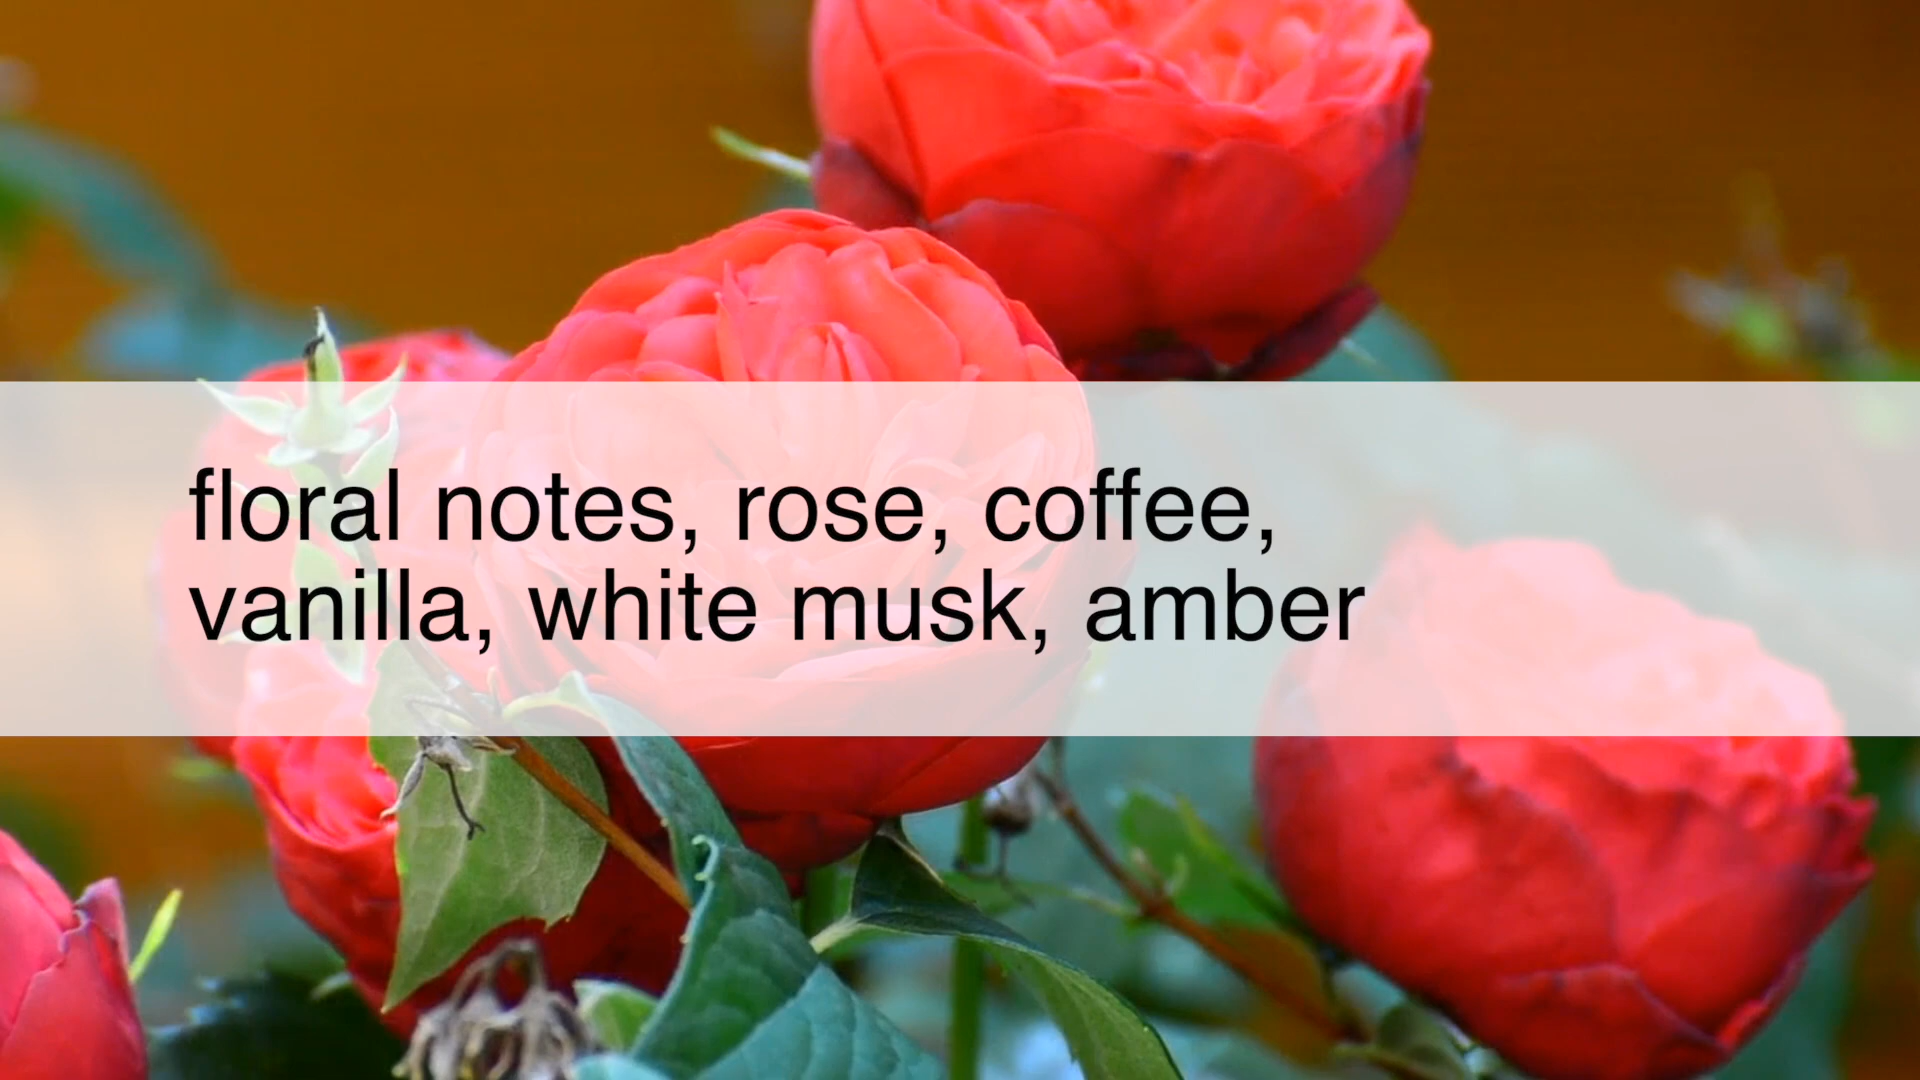 floral notes, rose, coffee,
vanilla, white musk, amber